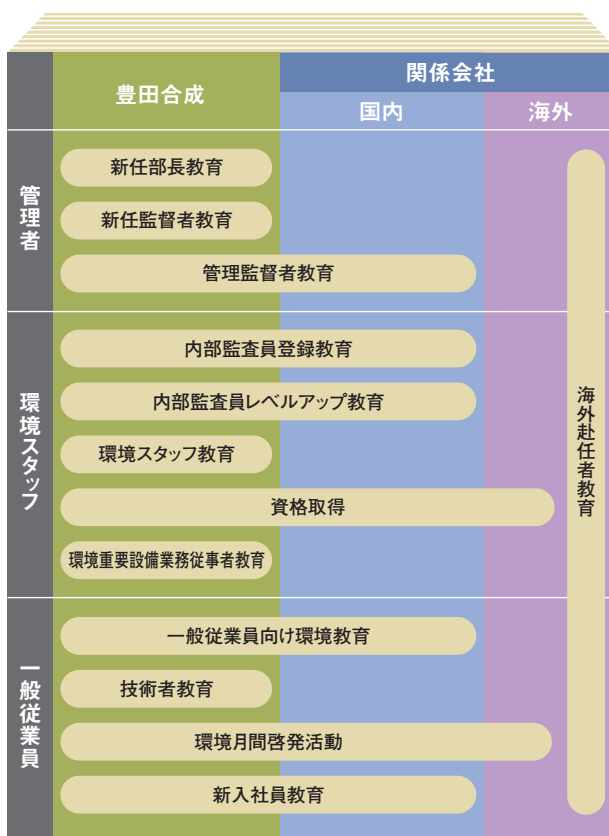 豊田合成
関係会社
国内
海外
管理者
新任部長教育
新任監督者教育
管理監督者教育
環境スタッフ
内部監査員登録教育
内部監査員レベルアップ教育
環境スタッフ教育
資格取得
環境重要設備業務従事者教育
一般従業員
一般従業員向け環境教育
技術者教育
環境月間啓発活動
新入社員教育
海外赴任者教育